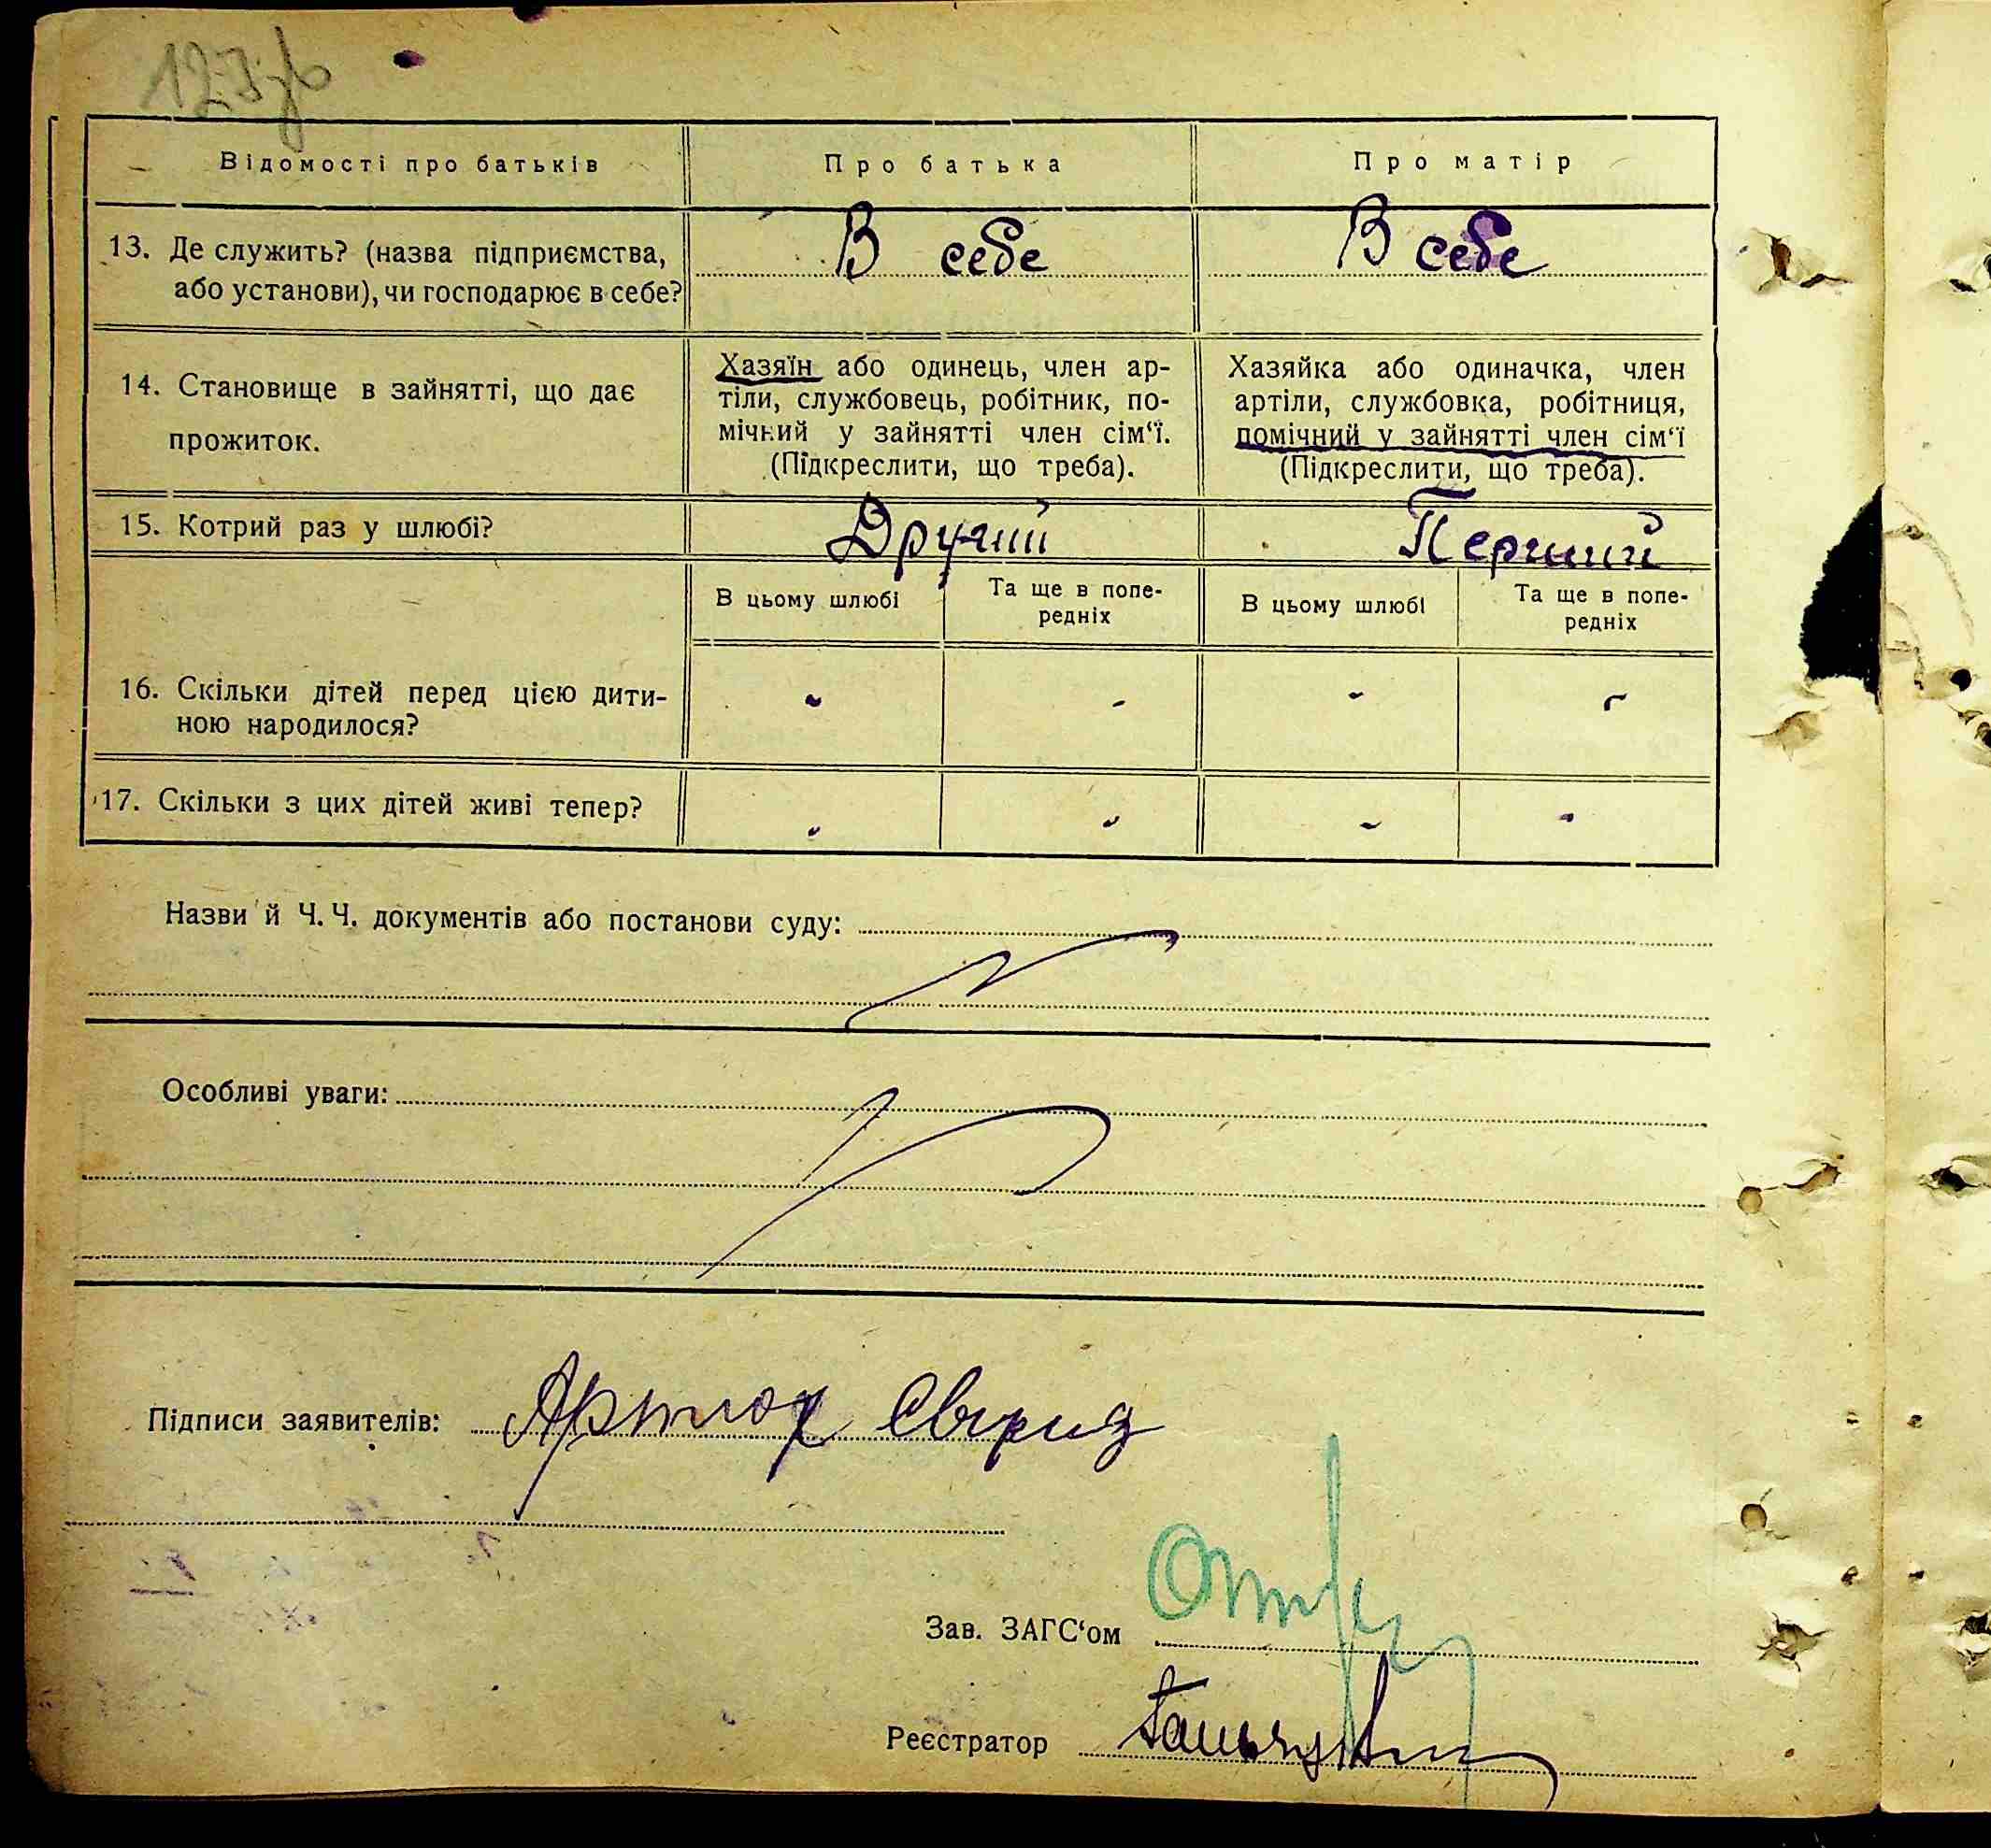 Відомості про батьків
Про батька
Про матір
13. Де служить? (назва підприємства,
або установи), чи господарює в себе?
В себе
В себе
14. Становище в зайнятті, що дає
прожиток.
Хазяїн або одинець, член ар-
тіли, службовець, робітник, по-
мічний у зайнятті член сім‘ї.
(Підкреслити, що треба).
Хазяйка або одиначка, член
артіли, службовка, робітниця,
помічний у зайнятті член сім‘ї
(Підкреслити, що треба).
15. Котрий раз у шлюбі?
Другий
Перший
В цьому шлюбі
Та ще в попе-
редніх
В цьому шлюбі
Та ще в попе-
редніх
16. Скільки дітей перед цією дити-
ною народилося?
- - - -
17. Скільки з цих дітей живі тепер?
- - - -
Назви й Ч. Ч. документів або постанови суду:
Особливі уваги:
Підписи заявителів:
Зав. ЗАГС‘ом
Реєстратор